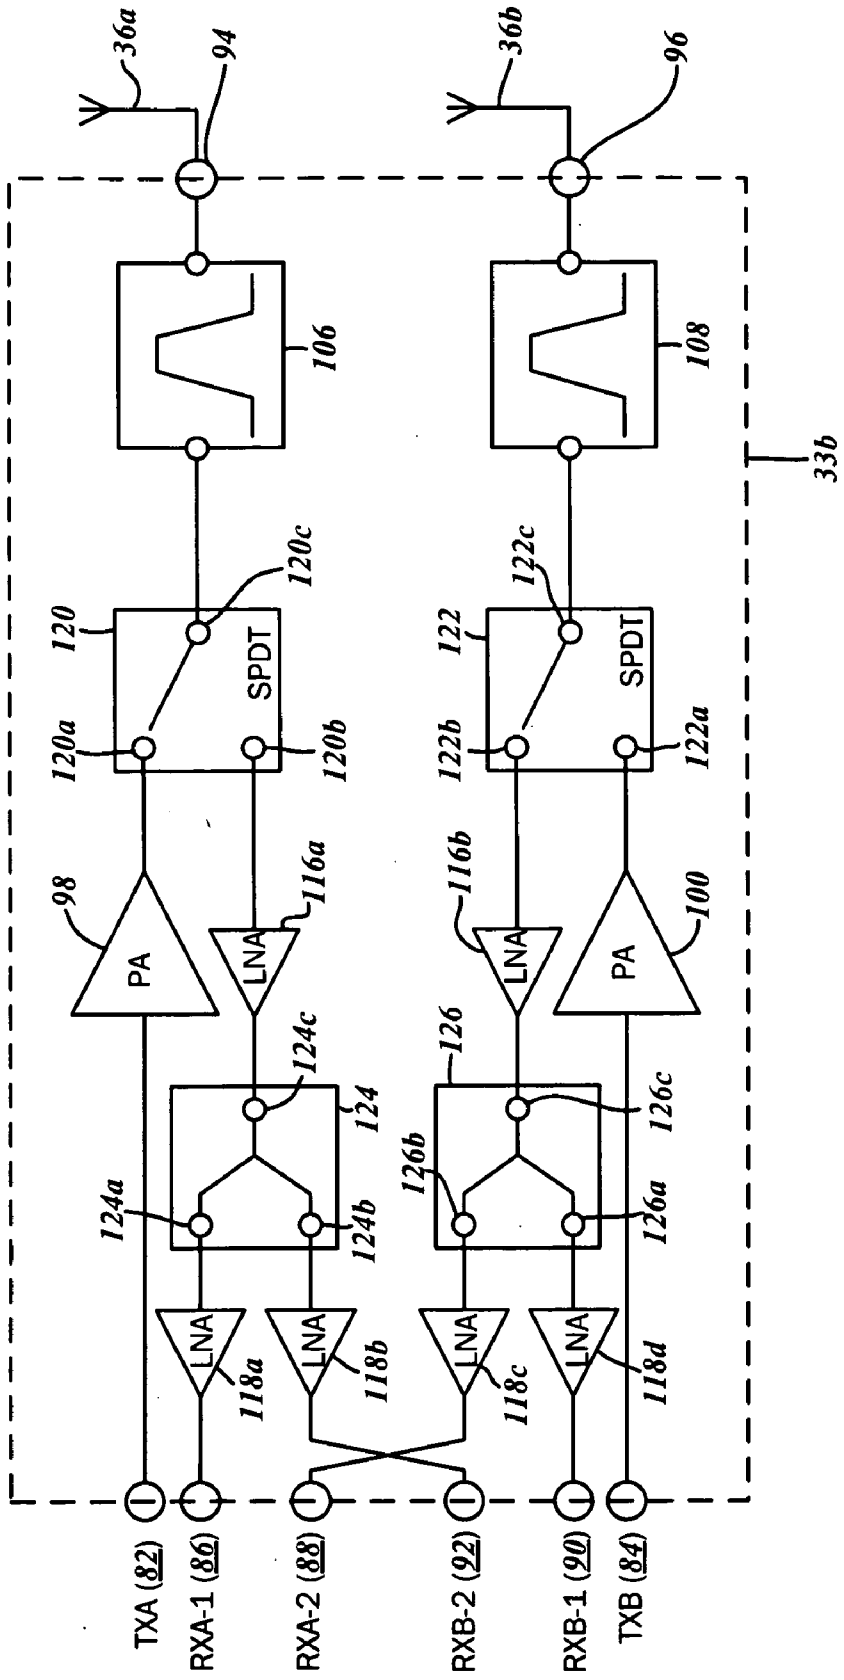 36a
94
36b
96
106
108
33b
120
120c
120a
120b
SPDT
122
122c
122b
122a
SPDT
98
PA
116a
LNA
116b
LNA
100
PA
124c
124
124a
124b
126
126c
126b
126a
LNA
118a
LNA
118b
LNA
118c
LNA
118d
TXA (82)
RXA-1 (86)
RXA-2 (88)
RXB-2 (92)
RXB-1 (90)
TXB (84)